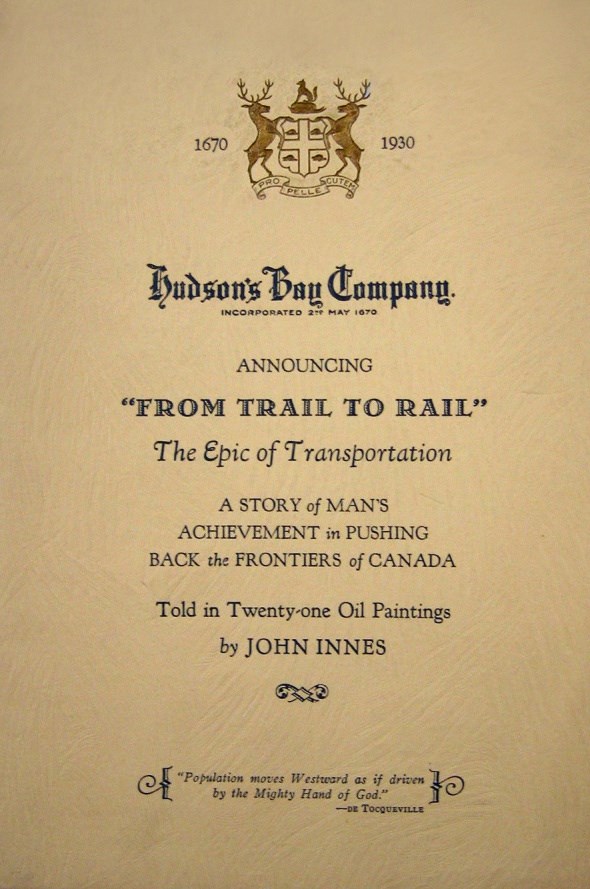 1670 1930
PRO PELLE CUTEM
Hudson's Bay Company.
INCORPORATED 2ND MAY 1670
ANNOUNCING
“FROM TRAIL TO RAIL”
The Epic of Transportation
A STORY of MAN'S
ACHIEVEMENT in PUSHING
BACK the FRONTIERS of CANADA
Told in Twenty-one Oil Paintings
by JOHN INNES
“Population moves Westward as if driven
by the Mighty Hand of God.”
—DE TOCQUEVILLE